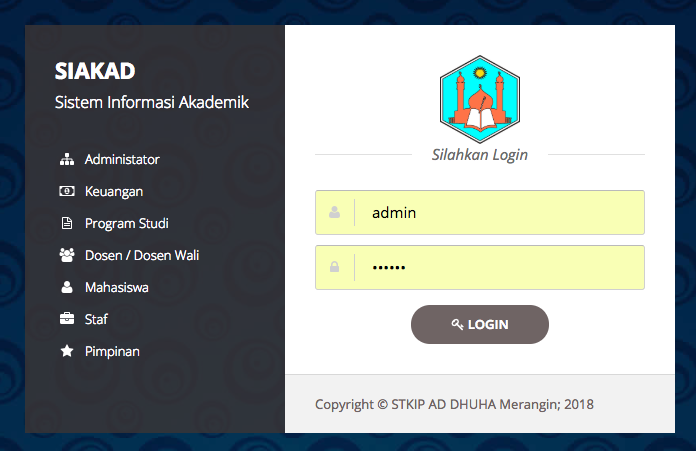 SIAKAD
Sistem Informasi Akademik
Administator
Keuangan
Program Studi
Dosen / Dosen Wali
Mahasiswa
Staf
Pimpinan
Silahkan Login
admin
••••••
LOGIN
Copyright © STKIP AD DHUHA Merangin; 2018